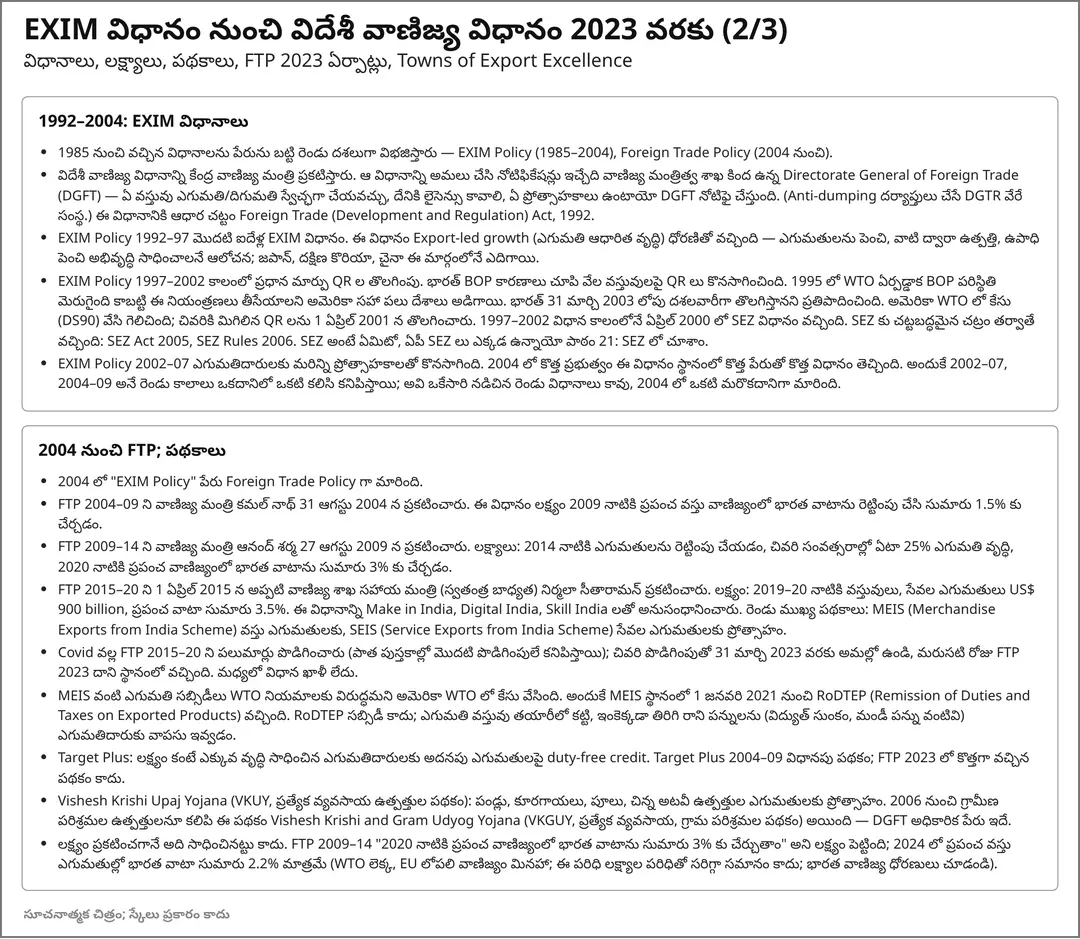 EXIM విధానం నుంచి విదేశీ వాణిజ్య విధానం 2023 వరకు (2/3)
విధానాలు, లక్ష్యాలు, పథకాలు, FTP 2023 ఏర్పాట్లు, Towns of Export Excellence
1992–2004: EXIM విధానాలు
• 1985 నుంచి వచ్చిన విధానాలను పేరును బట్టి రెండు దశలుగా విభజిస్తారు — EXIM Policy (1985–2004), Foreign Trade Policy (2004 నుంచి).
• విదేశీ వాణిజ్య విధానాన్ని కేంద్ర వాణిజ్య మంత్రి ప్రకటిస్తారు. ఆ విధానాన్ని అమలు చేసి నోటిఫికేషన్లు ఇచ్చేది వాణిజ్య మంత్రిత్వ శాఖ కింద ఉన్న Directorate General of Foreign Trade
(DGFT) — ఏ వస్తువు ఎగుమతి/దిగుమతి స్వేచ్ఛగా చేయవచ్చు, దేనికి లైసెన్సు కావాలి, ఏ ప్రోత్సాహకాలు ఉంటాయో DGFT నోటిఫై చేస్తుంది. (Anti-dumping దర్యాప్తులు చేసే DGTR వేరే
సంస్థ.) ఈ విధానానికి ఆధార చట్టం Foreign Trade (Development and Regulation) Act, 1992.
• EXIM Policy 1992–97 మొదటి ఐదేళ్ల EXIM విధానం. ఈ విధానం Export-led growth (ఎగుమతి ఆధారిత వృద్ధి) ధోరణితో వచ్చింది — ఎగుమతులను పెంచి, వాటి ద్వారా ఉత్పత్తి, ఉపాధి
పెంచి అభివృద్ధి సాధించాలనే ఆలోచన; జపాన్, దక్షిణ కొరియా, చైనా ఈ మార్గంలోనే ఎదిగాయి.
• EXIM Policy 1997–2002 కాలంలో ప్రధాన మార్పు QR ల తొలగింపు. భారత్ BOP కారణాలు చూపి వేల వస్తువులపై QR లు కొనసాగించింది. 1995 లో WTO ఏర్పడ్డాక BOP పరిస్థితి
మెరుగైంది కాబట్టి ఈ నియంత్రణలు తీసేయాలని అమెరికా సహా పలు దేశాలు అడిగాయి. భారత్ 31 మార్చి 2003 లోపు దశలవారీగా తొలగిస్తానని ప్రతిపాదించింది. అమెరికా WTO లో కేసు
(DS90) వేసి గెలిచింది; చివరికి మిగిలిన QR లను 1 ఏప్రిల్ 2001 న తొలగించారు. 1997–2002 విధాన కాలంలోనే ఏప్రిల్ 2000 లో SEZ విధానం వచ్చింది. SEZ కు చట్టబద్ధమైన చట్రం తర్వాతే
వచ్చింది: SEZ Act 2005, SEZ Rules 2006. SEZ అంటే ఏమిటో, ఏపీ SEZ లు ఎక్కడ ఉన్నాయో పాఠం 21: SEZ లో చూశాం.
• EXIM Policy 2002–07 ఎగుమతిదారులకు మరిన్ని ప్రోత్సాహకాలతో కొనసాగింది. 2004 లో కొత్త ప్రభుత్వం ఈ విధానం స్థానంలో కొత్త పేరుతో కొత్త విధానం తెచ్చింది. అందుకే 2002–07,
2004–09 అనే రెండు కాలాలు ఒకదానిలో ఒకటి కలిసి కనిపిస్తాయి; అవి ఒకేసారి నడిచిన రెండు విధానాలు కావు, 2004 లో ఒకటి మరొకదానిగా మారింది.
2004 నుంచి FTP; పథకాలు
• 2004 లో "EXIM Policy" పేరు Foreign Trade Policy గా మారింది.
• FTP 2004–09 ని వాణిజ్య మంత్రి కమల్ నాథ్ 31 ఆగస్టు 2004 న ప్రకటించారు. ఈ విధానం లక్ష్యం 2009 నాటికి ప్రపంచ వస్తు వాణిజ్యంలో భారత వాటాను రెట్టింపు చేసి సుమారు 1.5% కు
చేర్చడం.
• FTP 2009–14 ని వాణిజ్య మంత్రి ఆనంద్ శర్మ 27 ఆగస్టు 2009 న ప్రకటించారు. లక్ష్యాలు: 2014 నాటికి ఎగుమతులను రెట్టింపు చేయడం, చివరి సంవత్సరాల్లో ఏటా 25% ఎగుమతి వృద్ధి,
2020 నాటికి ప్రపంచ వాణిజ్యంలో భారత వాటాను సుమారు 3% కు చేర్చడం.
• FTP 2015–20 ని 1 ఏప్రిల్ 2015 న అప్పటి వాణిజ్య శాఖ సహాయ మంత్రి (స్వతంత్ర బాధ్యత) నిర్మలా సీతారామన్ ప్రకటించారు. లక్ష్యం: 2019–20 నాటికి వస్తువులు, సేవల ఎగుమతులు US$
900 billion, ప్రపంచ వాటా సుమారు 3.5%. ఈ విధానాన్ని Make in India, Digital India, Skill India లతో అనుసంధానించారు. రెండు ముఖ్య పథకాలు: MEIS (Merchandise
Exports from India Scheme) వస్తు ఎగుమతులకు, SEIS (Service Exports from India Scheme) సేవల ఎగుమతులకు ప్రోత్సాహం.
• Covid వల్ల FTP 2015–20 ని పలుమార్లు పొడిగించారు (పాత పుస్తకాల్లో మొదటి పొడిగింపులే కనిపిస్తాయి); చివరి పొడిగింపుతో 31 మార్చి 2023 వరకు అమల్లో ఉండి, మరుసటి రోజు FTP
2023 దాని స్థానంలో వచ్చింది. మధ్యలో విధాన ఖాళీ లేదు.
• MEIS వంటి ఎగుమతి సబ్సిడీలు WTO నియమాలకు విరుద్ధమని అమెరికా WTO లో కేసు వేసింది. అందుకే MEIS స్థానంలో 1 జనవరి 2021 నుంచి RoDTEP (Remission of Duties and
Taxes on Exported Products) వచ్చింది. RoDTEP సబ్సిడీ కాదు; ఎగుమతి వస్తువు తయారీలో కట్టి, ఇంకెక్కడా తిరిగి రాని పన్నులను (విద్యుత్ సుంకం, మండీ పన్ను వంటివి)
ఎగుమతిదారుకు వాపసు ఇవ్వడం.
• Target Plus: లక్ష్యం కంటే ఎక్కువ వృద్ధి సాధించిన ఎగుమతిదారులకు అదనపు ఎగుమతులపై duty-free credit. Target Plus 2004–09 విధానపు పథకం; FTP 2023 లో కొత్తగా వచ్చిన
పథకం కాదు.
• Vishesh Krishi Upaj Yojana (VKUY, ప్రత్యేక వ్యవసాయ ఉత్పత్తుల పథకం): పండ్లు, కూరగాయలు, పూలు, చిన్న అటవీ ఉత్పత్తుల ఎగుమతులకు ప్రోత్సాహం. 2006 నుంచి గ్రామీణ
పరిశ్రమల ఉత్పత్తులనూ కలిపి ఈ పథకం Vishesh Krishi and Gram Udyog Yojana (VKGUY, ప్రత్యేక వ్యవసాయ, గ్రామ పరిశ్రమల పథకం) అయింది — DGFT అధికారిక పేరు ఇదే.
• లక్ష్యం ప్రకటించగానే అది సాధించినట్టు కాదు. FTP 2009–14 "2020 నాటికి ప్రపంచ వాణిజ్యంలో భారత వాటాను సుమారు 3% కు చేర్చుతాం" అని లక్ష్యం పెట్టింది; 2024 లో ప్రపంచ వస్తు
ఎగుమతుల్లో భారత వాటా సుమారు 2.2% మాత్రమే (WTO లెక్క, EU లోపలి వాణిజ్యం మినహా; ఈ పరిధి లక్ష్యాల పరిధితో సరిగ్గా సమానం కాదు; భారత వాణిజ్య ధోరణులు చూడండి).
సూచనాత్మక చిత్రం; స్కేలు ప్రకారం కాదు